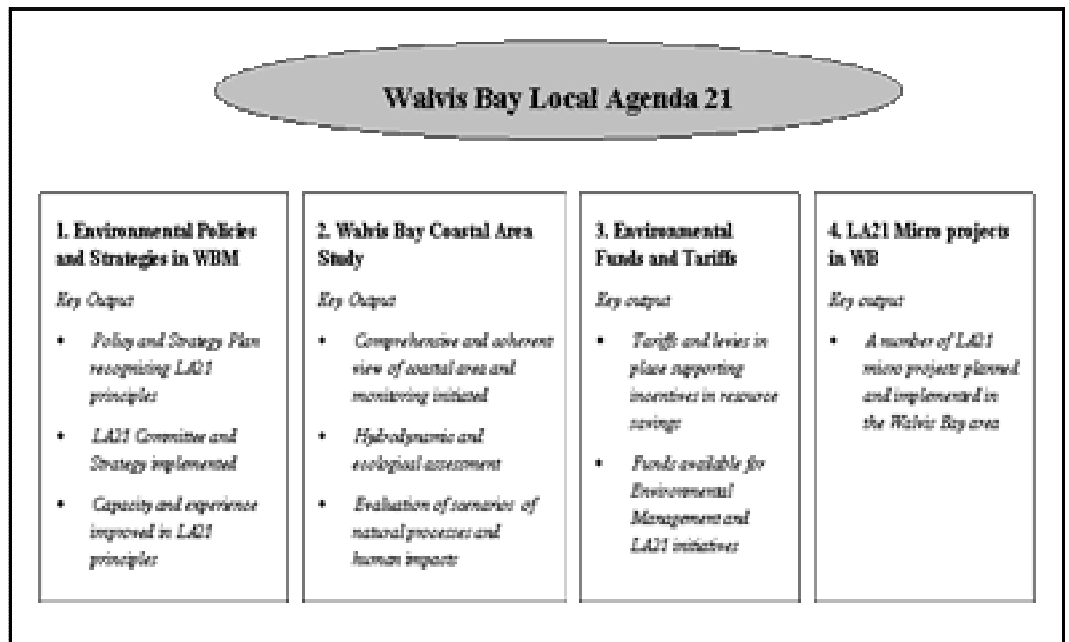 Walvis Bay Local Agenda 21
1. Environmental Policies
and Strategies in WBM
Key Output
• Policy and Strategy Plan
recognising LA21
principles
• LA21 Committee and
Strategy implemented
• Capacity and experience
improved in LA21
principles
2. Walvis Bay Coastal Area
Study
Key Output
• Comprehensive and coherent
view of coastal area and
monitoring initiated
• Hydrodynamic and
ecological assessment
• Evaluation of scenarios of
natural processes and
human impacts
3. Environmental
Funds and Tariffs
Key output
• Tariffs and levies in
place supporting
incentives in resource
savings
• Funds available for
Environmental
Management and
LA21 initiatives
4. LA21 Micro projects
in WB
Key output
• A number of LA21
micro projects planned
and implemented in
the Walvis Bay area